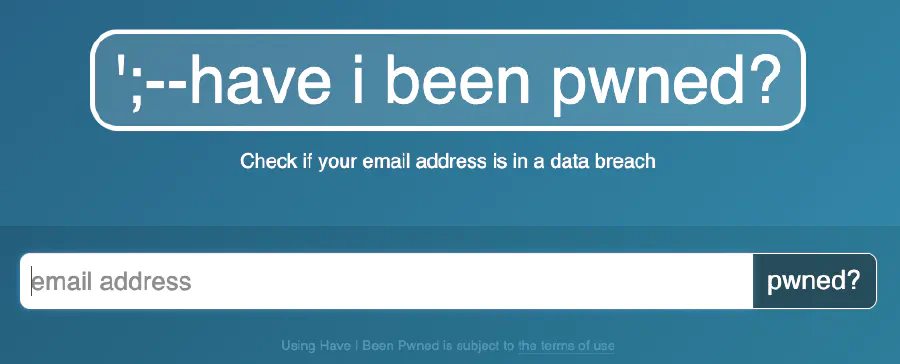 ';--have i been pwned?
Check if your email address is in a data breach
email address
pwned?
Using Have I Been Pwned is subject to the terms of use